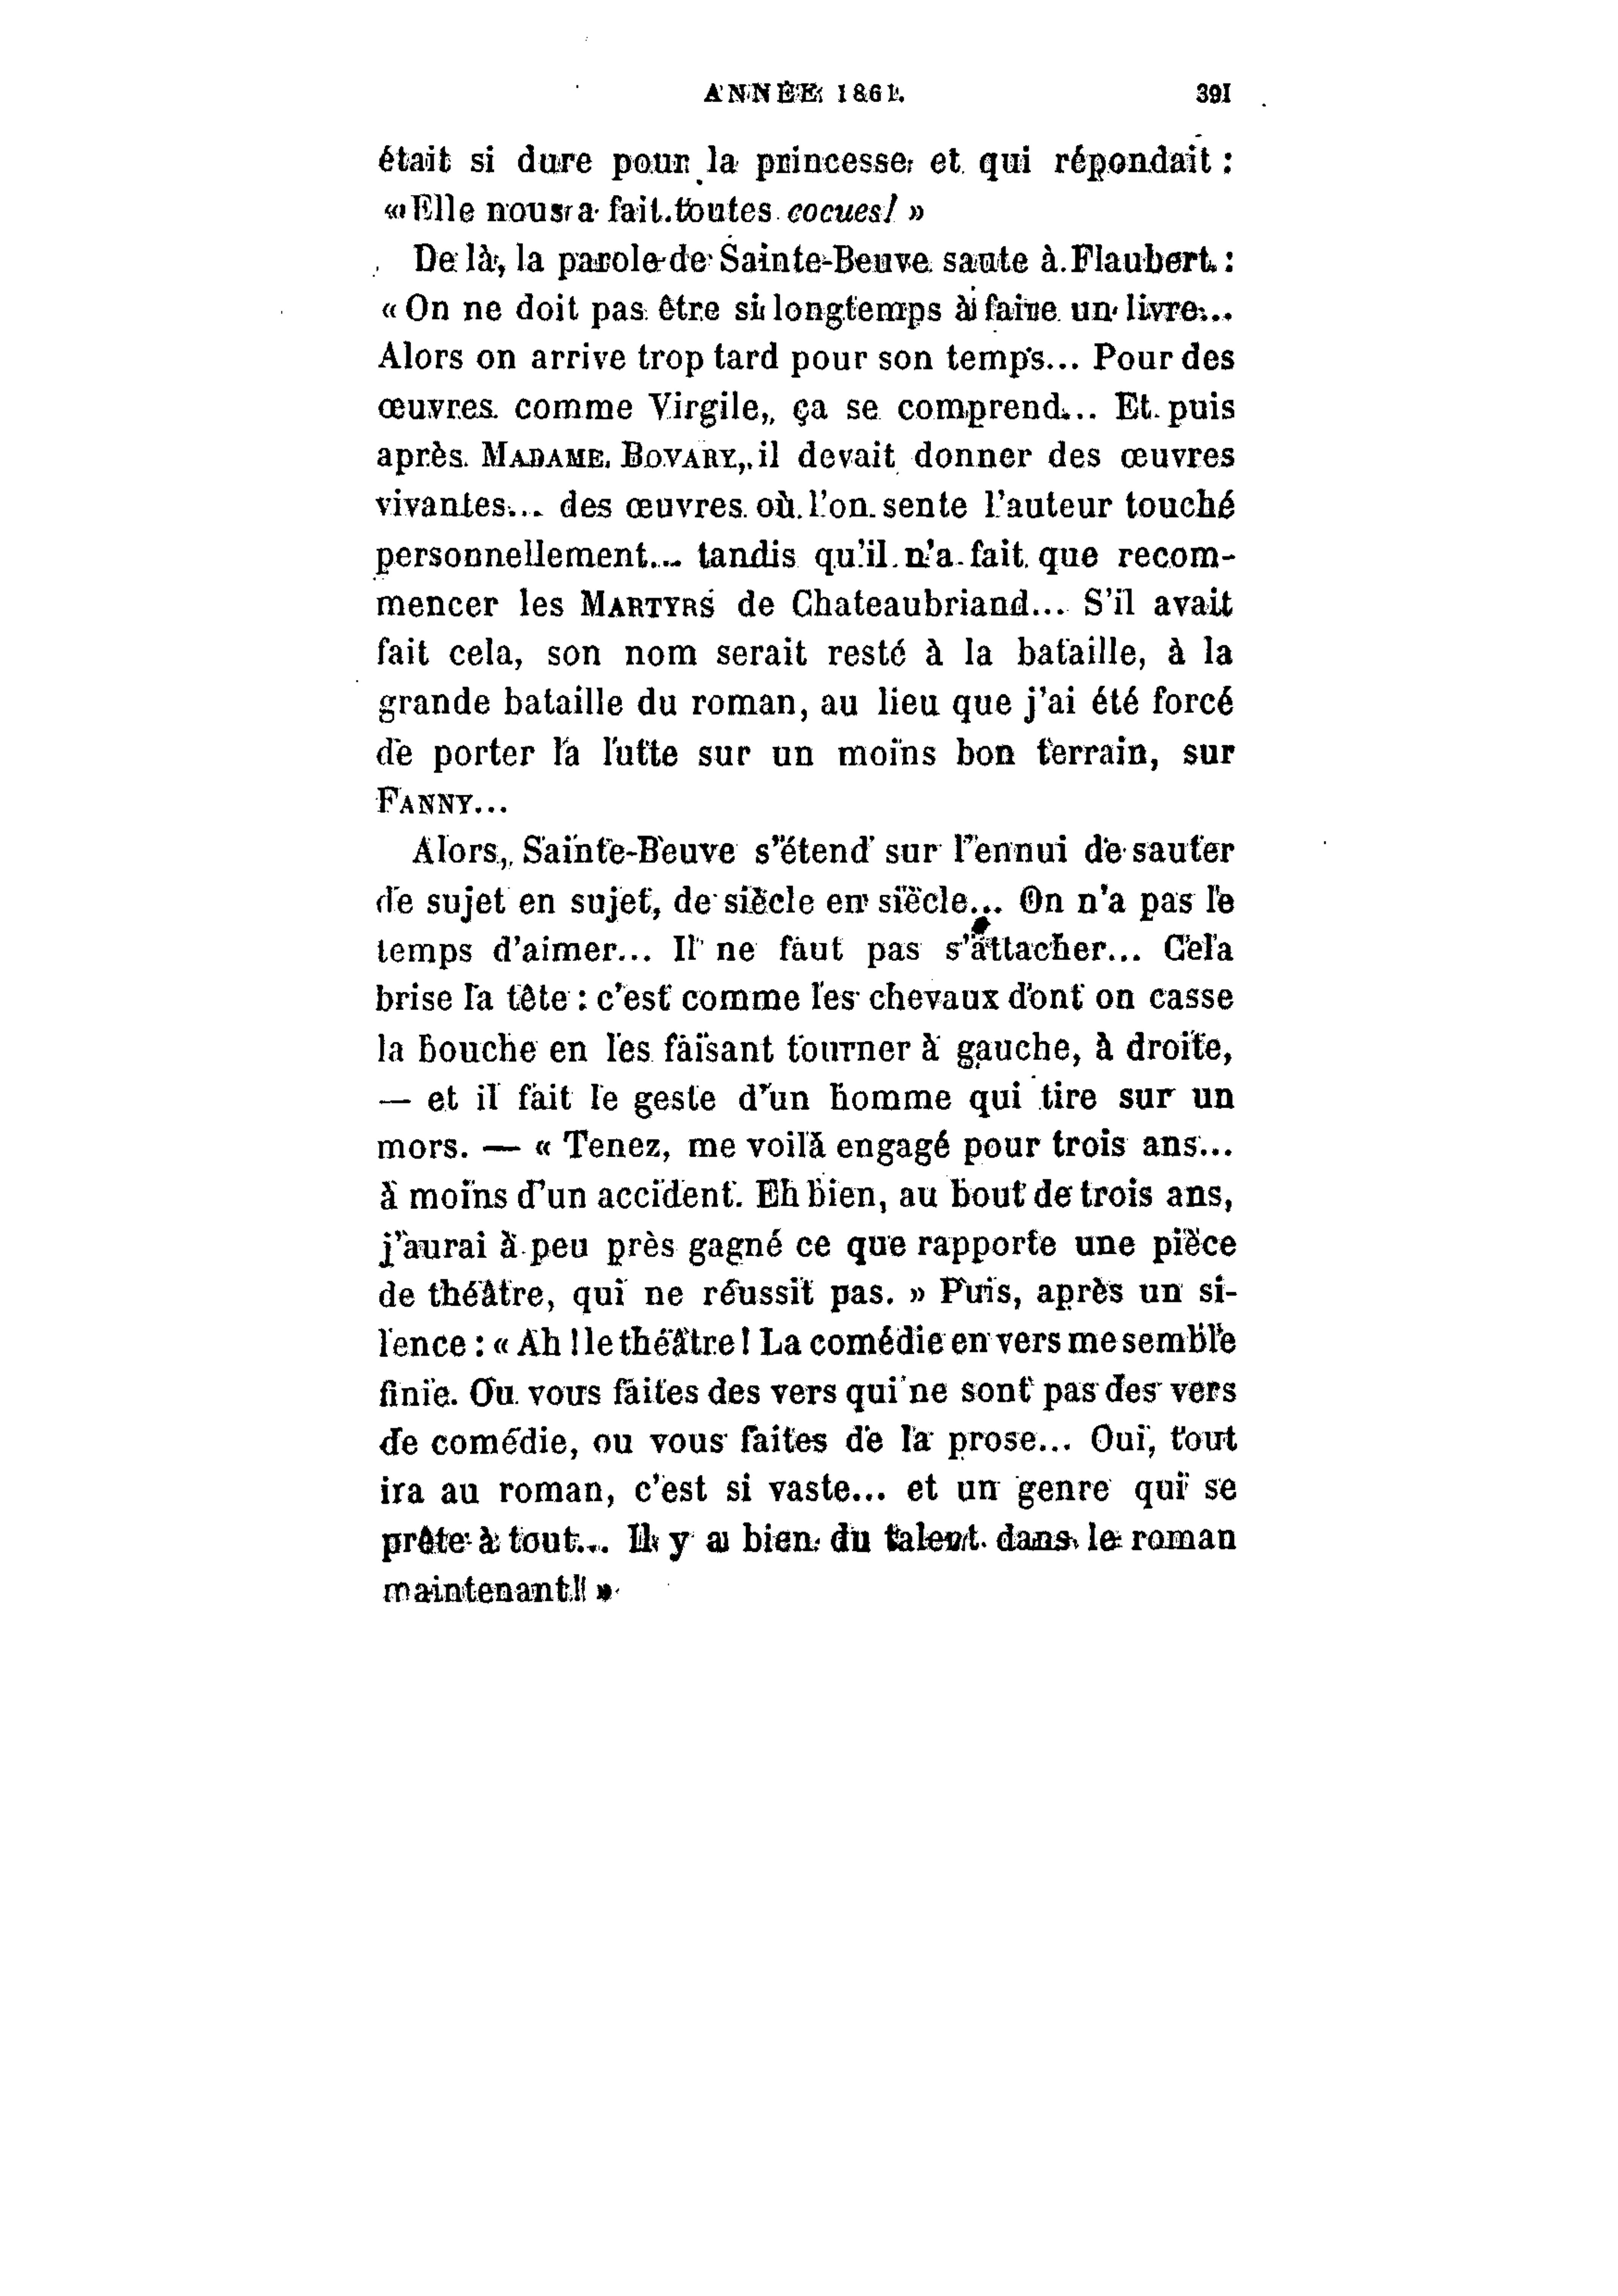 ANNÉE 1861. 391
était si dure pour la princesse et qui répondait :
« Elle nous a fait toutes cocues! »
De là, la parole de Sainte-Beuve saute à Flaubert :
« On ne doit pas être si longtemps à faire un livre...
Alors on arrive trop tard pour son temps... Pour des
œuvres comme Virgile, ça se comprend... Et puis
après MADAME BOVARY, il devait donner des œuvres
vivantes... des œuvres où l'on sente l'auteur touché
personnellement... tandis qu'il n'a fait que recom-
mencer les MARTYRS de Chateaubriand... S'il avait
fait cela, son nom serait resté à la bataille, à la
grande bataille du roman, au lieu que j'ai été forcé
de porter la lutte sur un moins bon terrain, sur
FANNY...
Alors, Sainte-Beuve s'étend sur l'ennui de sauter
de sujet en sujet, de siècle en siècle... On n'a pas le
temps d'aimer... Il ne faut pas s'attacher... Cela
brise la tête : c'est comme les chevaux dont on casse
la bouche en les faisant tourner à gauche, à droite,
— et il fait le geste d'un homme qui tire sur un
mors. — « Tenez, me voilà engagé pour trois ans...
à moins d'un accident. Eh bien, au bout de trois ans,
j'aurai à peu près gagné ce que rapporte une pièce
de théâtre, qui ne réussit pas. » Puis, après un si-
lence : « Ah ! le théâtre ! La comédie en vers me semble
finie. Ou vous faites des vers qui ne sont pas des vers
de comédie, ou vous faites de la prose... Oui, tout
ira au roman, c'est si vaste... et un genre qui se
prête à tout... Il y a bien du talent dans le roman
maintenant! »